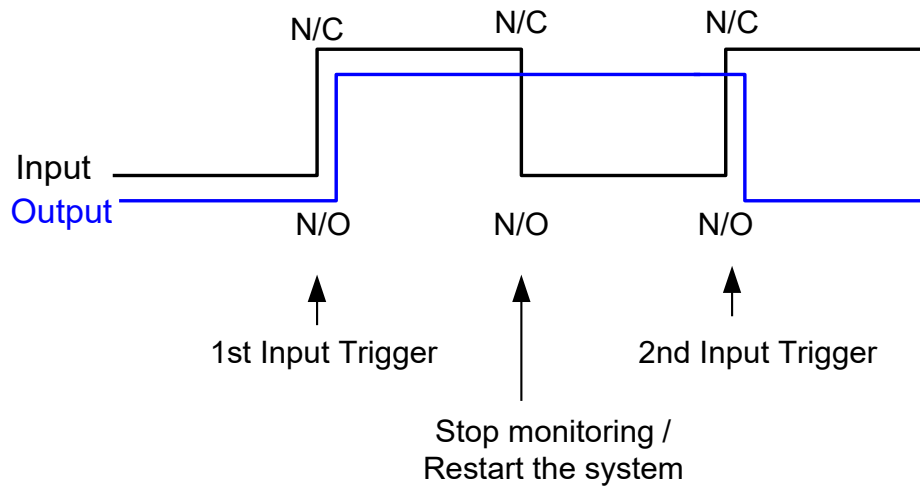 N/C N/C N/C
Input
Output
N/O N/O N/O
1st Input Trigger 2nd Input Trigger
Stop monitoring /
Restart the system